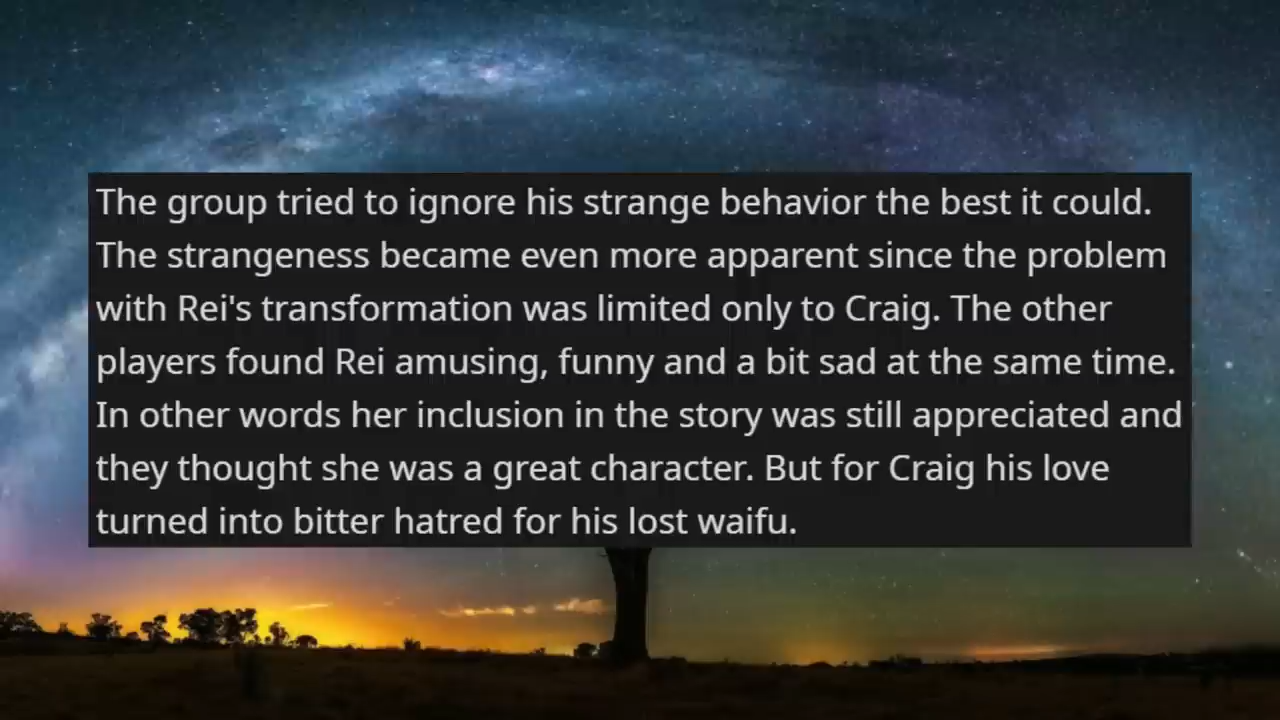 The group tried to ignore his strange behavior the best it could.
The strangeness became even more apparent since the problem
with Rei's transformation was limited only to Craig. The other
players found Rei amusing, funny and a bit sad at the same time.
In other words her inclusion in the story was still appreciated and
they thought she was a great character. But for Craig his love
turned into bitter hatred for his lost waifu.